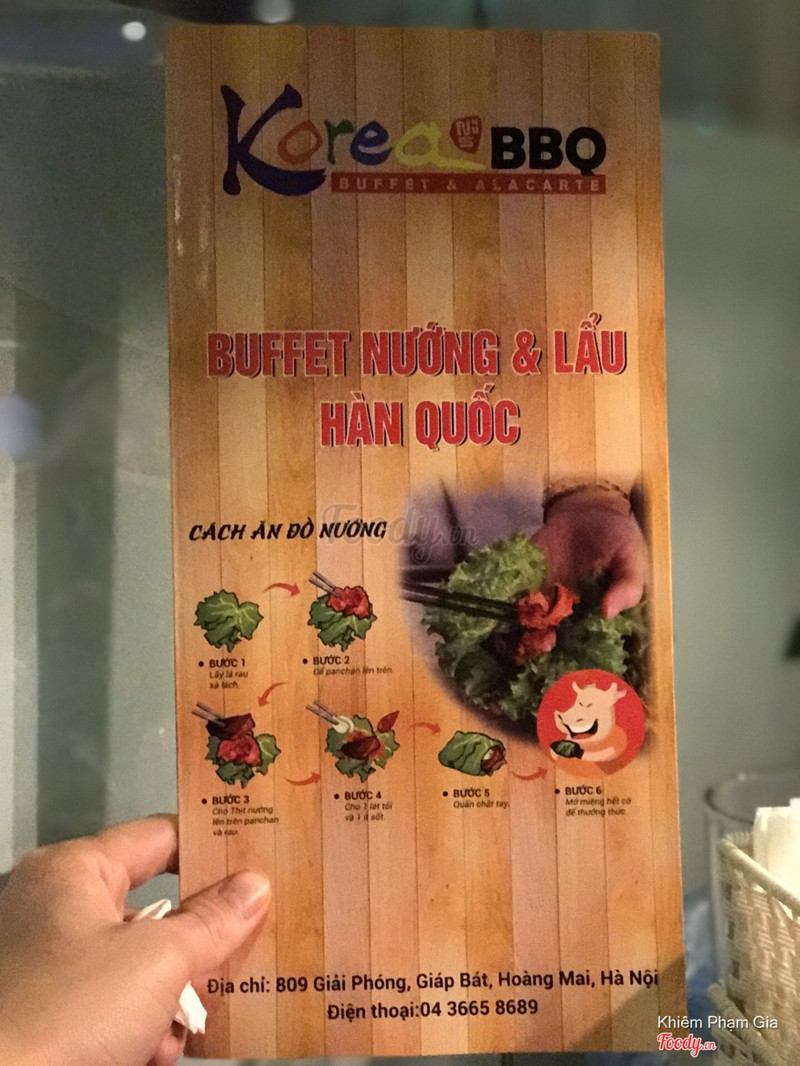 Korea BBQ
BUFFET & ALACARTE
BUFFET NƯỚNG & LẨU
HÀN QUỐC
Foody.vn
CÁCH ĂN ĐỒ NƯỚNG
• BƯỚC 1
Lấy lá rau
xà lách.
• BƯỚC 2
Để panchan lên trên.
• BƯỚC 3
Cho Thịt nướng
lên trên panchan
và rau.
• BƯỚC 4
Cho 1 lát tỏi
và 1 ít sốt.
• BƯỚC 5
Quấn chặt tay.
• BƯỚC 6
Mở miệng hết cỡ
để thưởng thức.
Địa chỉ: 809 Giải Phóng, Giáp Bát, Hoàng Mai, Hà Nội
Điện thoại:04 3665 8689
Khiêm Phạm Gia
Foody.vn